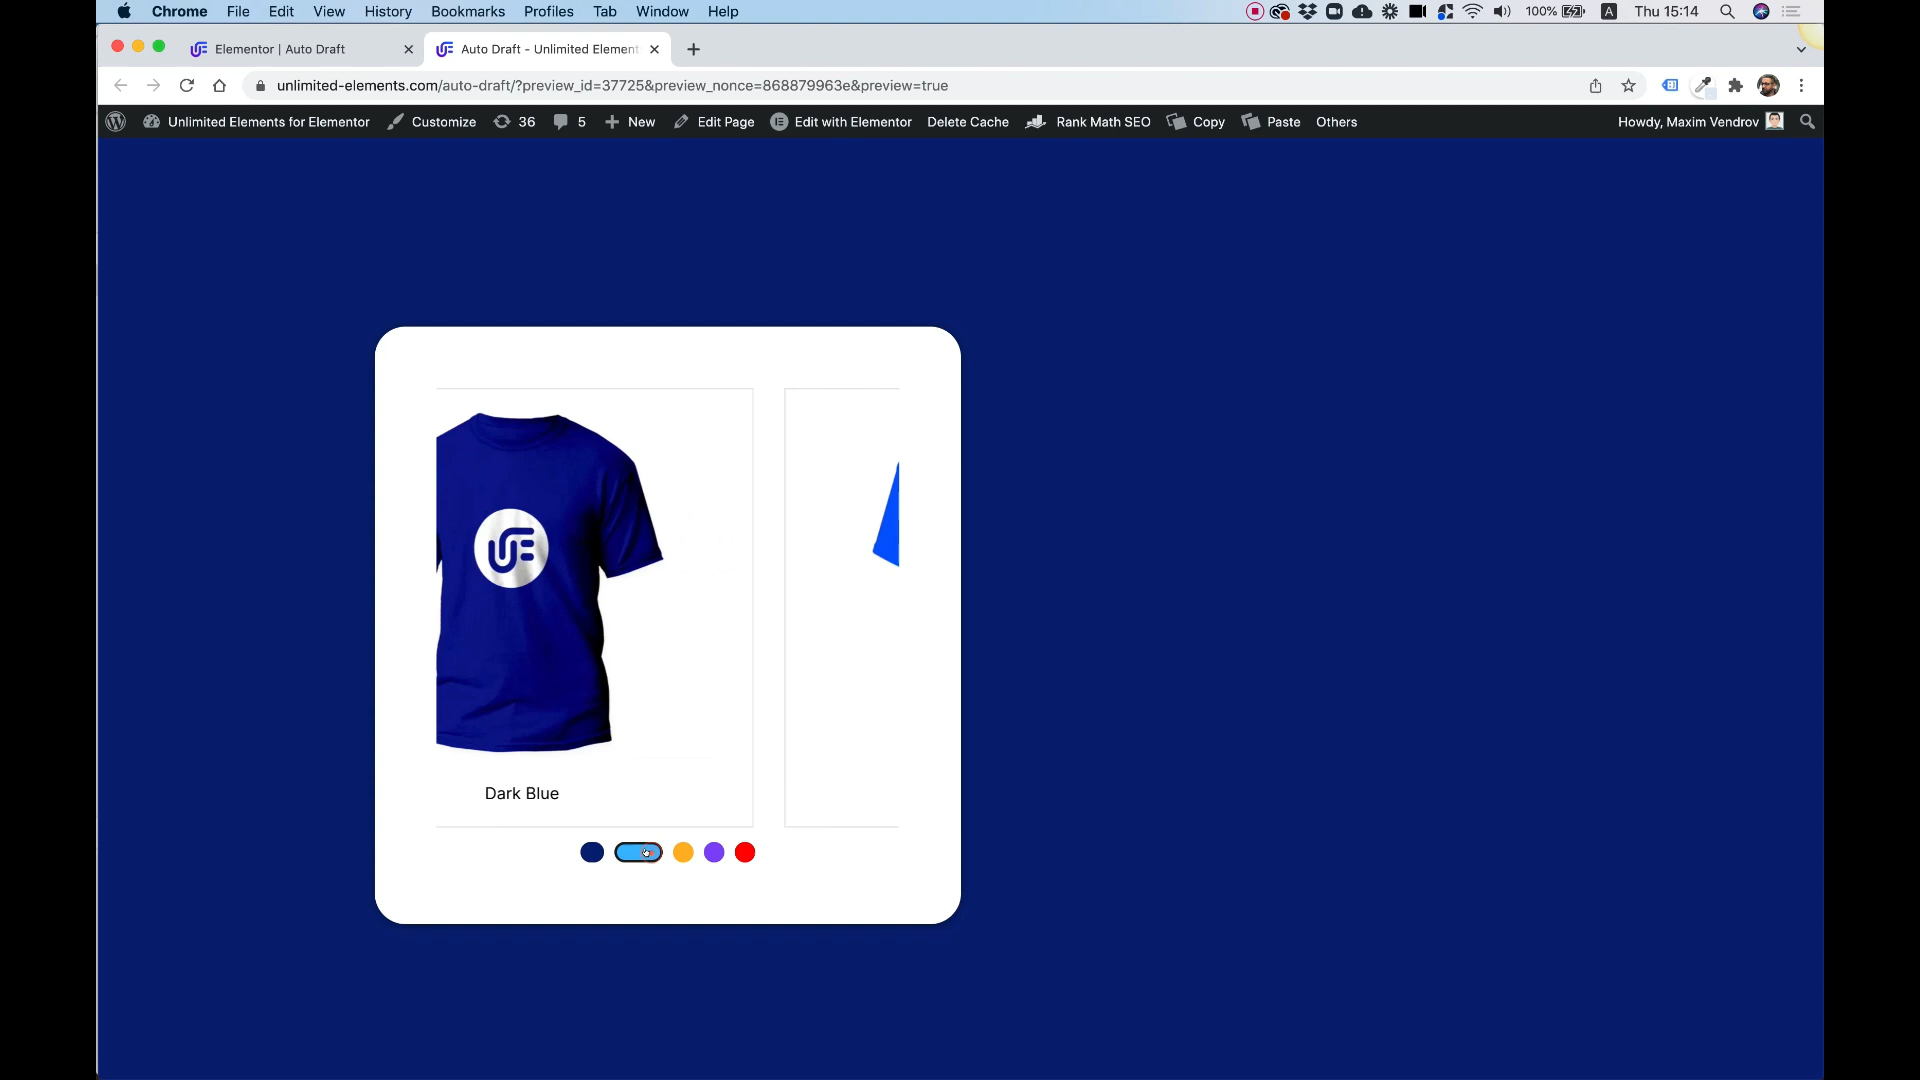 Chrome File Edit View History Bookmarks Profiles Tab Window Help 100% A Thu 15:14
Elementor | Auto Draft
Auto Draft - Unlimited Element
unlimited-elements.com/auto-draft/?preview_id=37725&preview_nonce=868879963e&preview=true
Unlimited Elements for Elementor Customize 36 5 New Edit Page Edit with Elementor Delete Cache Rank Math SEO Copy Paste Others Howdy, Maxim Vendrov
UE
Dark Blue